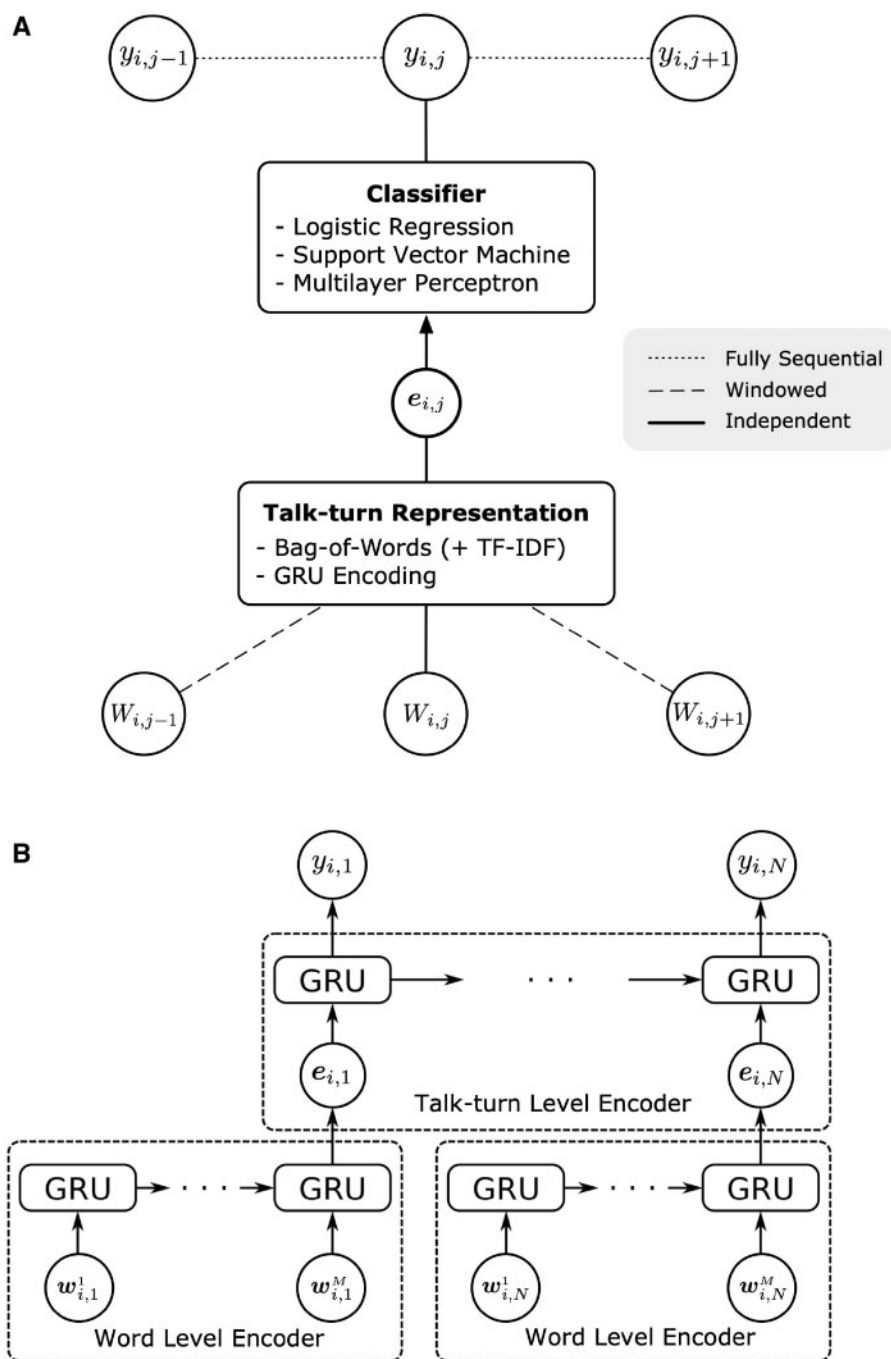 A
y_{i,j−1} y_{i,j} y_{i,j+1}
Classifier
- Logistic Regression
- Support Vector Machine
- Multilayer Perceptron
Fully Sequential
Windowed
Independent
e_{i,j}
Talk-turn Representation
- Bag-of-Words (+ TF-IDF)
- GRU Encoding
W_{i,j−1} W_{i,j} W_{i,j+1}
B
y_{i,1} y_{i,N}
GRU · · · GRU
e_{i,1} e_{i,N}
Talk-turn Level Encoder
GRU · · · GRU GRU · · · GRU
w^1_{i,1} w^M_{i,1} w^1_{i,N} w^M_{i,N}
Word Level Encoder Word Level Encoder